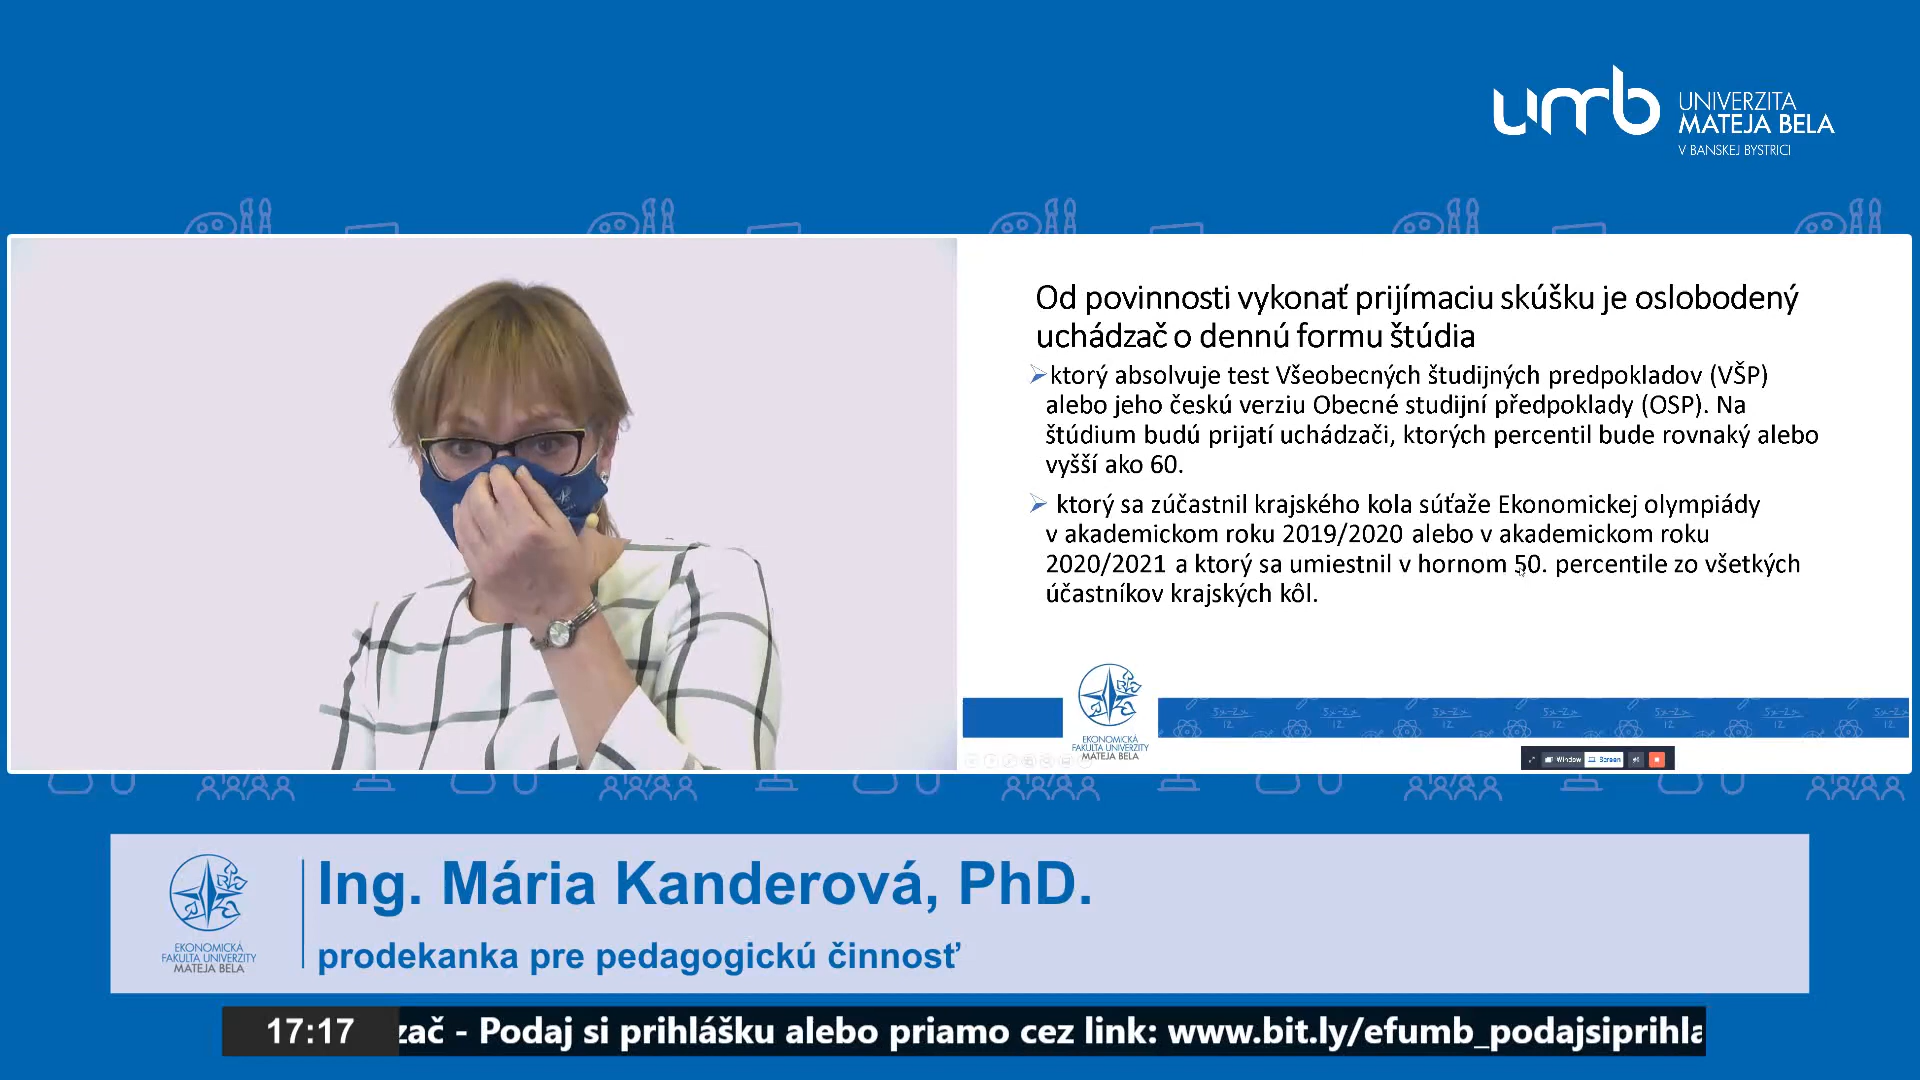 umb UNIVERZITA
MATEJA BELA
V BANSKEJ BYSTRICI
Od povinnosti vykonať prijímaciu skúšku je oslobodený
uchádzač o dennú formu štúdia
ktorý absolvuje test Všeobecných študijných predpokladov (VŠP)
alebo jeho českú verziu Obecné studijní předpoklady (OSP). Na
štúdium budú prijatí uchádzači, ktorých percentil bude rovnaký alebo
vyšší ako 60.
ktorý sa zúčastnil krajského kola súťaže Ekonomickej olympiády
v akademickom roku 2019/2020 alebo v akademickom roku
2020/2021 a ktorý sa umiestnil v hornom 50. percentile zo všetkých
účastníkov krajských kôl.
EKONOMICKÁ
FAKULTA UNIVERZITY
MATEJA BELA
Window Screen
Ing. Mária Kanderová, PhD.
prodekanka pre pedagogickú činnosť
EKONOMICKÁ
FAKULTA UNIVERZITY
MATEJA BELA
17:17 zač - Podaj si prihlášku alebo priamo cez link: www.bit.ly/efumb_podajsiprihla